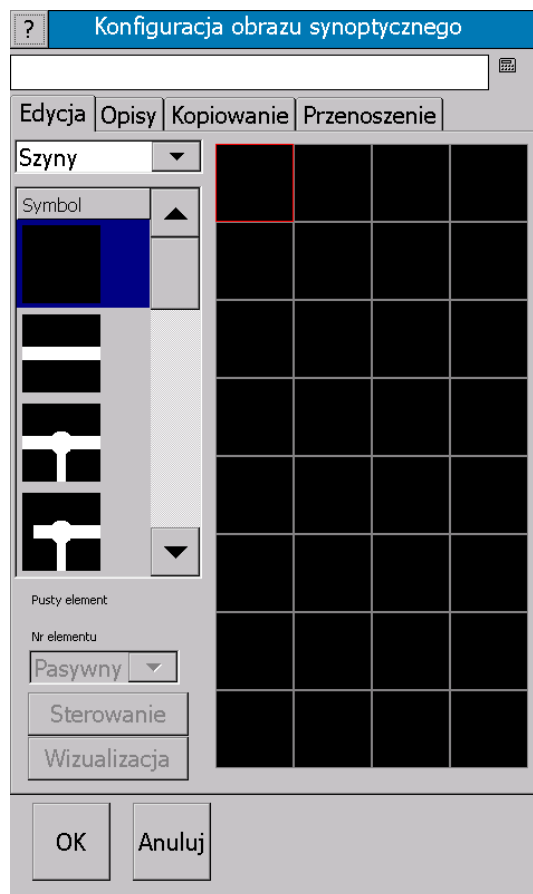 ? Konfiguracja obrazu synoptycznego
Edycja Opisy Kopiowanie Przenoszenie
Szyny
Symbol
Pusty element
Nr elementu
Pasywny
Sterowanie
Wizualizacja
OK Anuluj